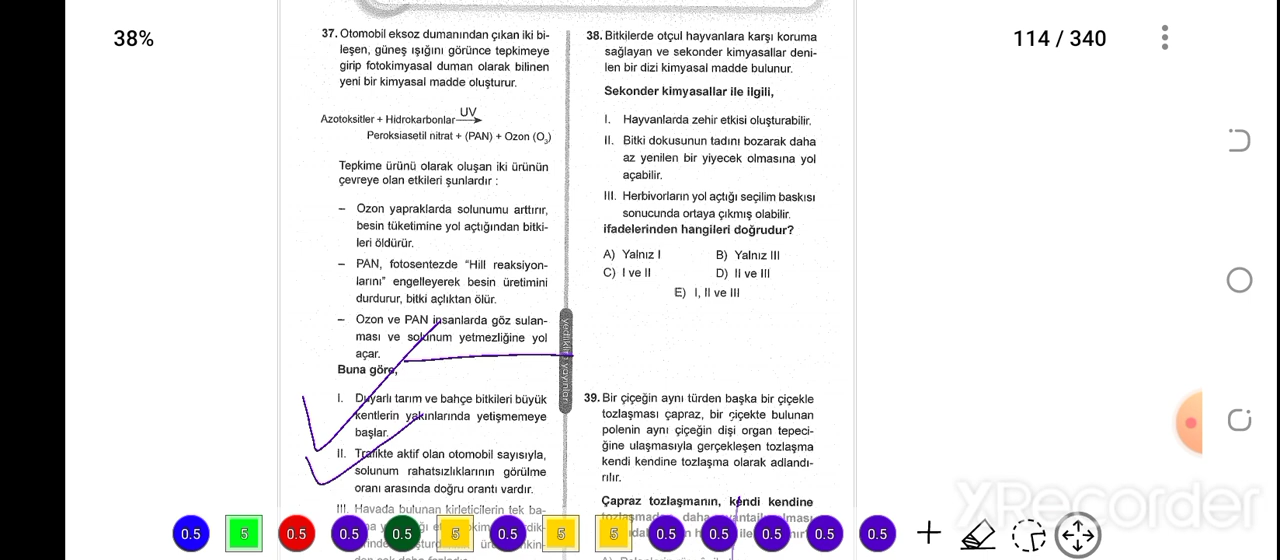 38%
114 / 340
37. Otomobil eksoz dumanından çıkan iki bi-
leşen, güneş ışığını görünce tepkimeye
girip fotokimyasal duman olarak bilinen
yeni bir kimyasal madde oluşturur.
Azotoksitler + Hidrokarbonlar UV
Peroksiasetil nitrat + (PAN) + Ozon (O3)
Tepkime ürünü olarak oluşan iki ürünün
çevreye olan etkileri şunlardır :
– Ozon yapraklarda solunumu arttırır,
besin tüketimine yol açtığından bitki-
leri öldürür.
– PAN, fotosentezde "Hill reaksiyon-
larını" engelleyerek besin üretimini
durdurur, bitki açlıktan ölür.
– Ozon ve PAN insanlarda göz sulan-
ması ve solunum yetmezliğine yol
açar.
Buna göre,
I. Duyarlı tarım ve bahçe bitkileri büyük
kentlerin yakınlarında yetişmemeye
başlar.
II. Trafikte aktif olan otomobil sayısıyla,
solunum rahatsızlıklarının görülme
oranı arasında doğru orantı vardır.
III. Havada bulunan kirleticilerin tek ba-
yediiklim yayınları
38. Bitkilerde otçul hayvanlara karşı koruma
sağlayan ve sekonder kimyasallar deni-
len bir dizi kimyasal madde bulunur.
Sekonder kimyasallar ile ilgili,
I. Hayvanlarda zehir etkisi oluşturabilir.
II. Bitki dokusunun tadını bozarak daha
az yenilen bir yiyecek olmasına yol
açabilir.
III. Herbivorların yol açtığı seçilim baskısı
sonucunda ortaya çıkmış olabilir.
ifadelerinden hangileri doğrudur?
A) Yalnız I B) Yalnız III
C) I ve II D) II ve III
E) I, II ve III
39. Bir çiçeğin aynı türden başka bir çiçekle
tozlaşması çapraz, bir çiçekte bulunan
polenin aynı çiçeğin dişi organ tepeci-
ğine ulaşmasıyla gerçekleşen tozlaşma
kendi kendine tozlaşma olarak adlandı-
rılır.
Çapraz tozlaşmanın, kendi kendine
tozlaşmadan daha avantajlı olması
0.5 5 0.5 0.5 0.5 5 0.5 5 5 0.5 0.5 0.5 0.5 0.5
XRecorder